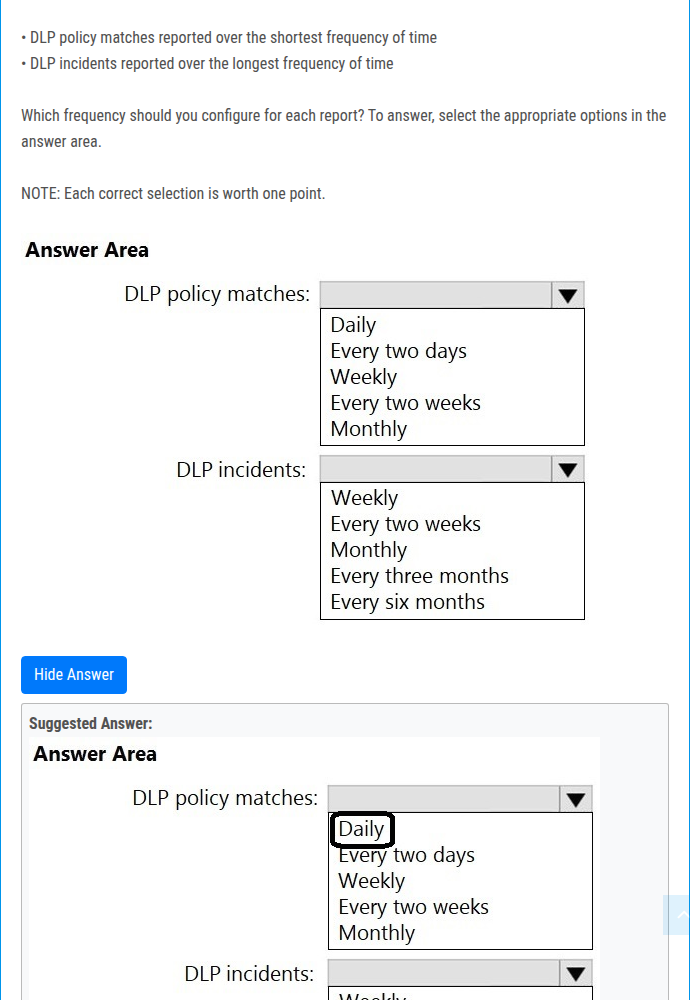 • DLP policy matches reported over the shortest frequency of time
• DLP incidents reported over the longest frequency of time
Which frequency should you configure for each report? To answer, select the appropriate options in the
answer area.
NOTE: Each correct selection is worth one point.
Answer Area
DLP policy matches:
Daily
Every two days
Weekly
Every two weeks
Monthly
DLP incidents:
Weekly
Every two weeks
Monthly
Every three months
Every six months
Hide Answer
Suggested Answer:
Answer Area
DLP policy matches:
Daily
Every two days
Weekly
Every two weeks
Monthly
DLP incidents:
Weekly